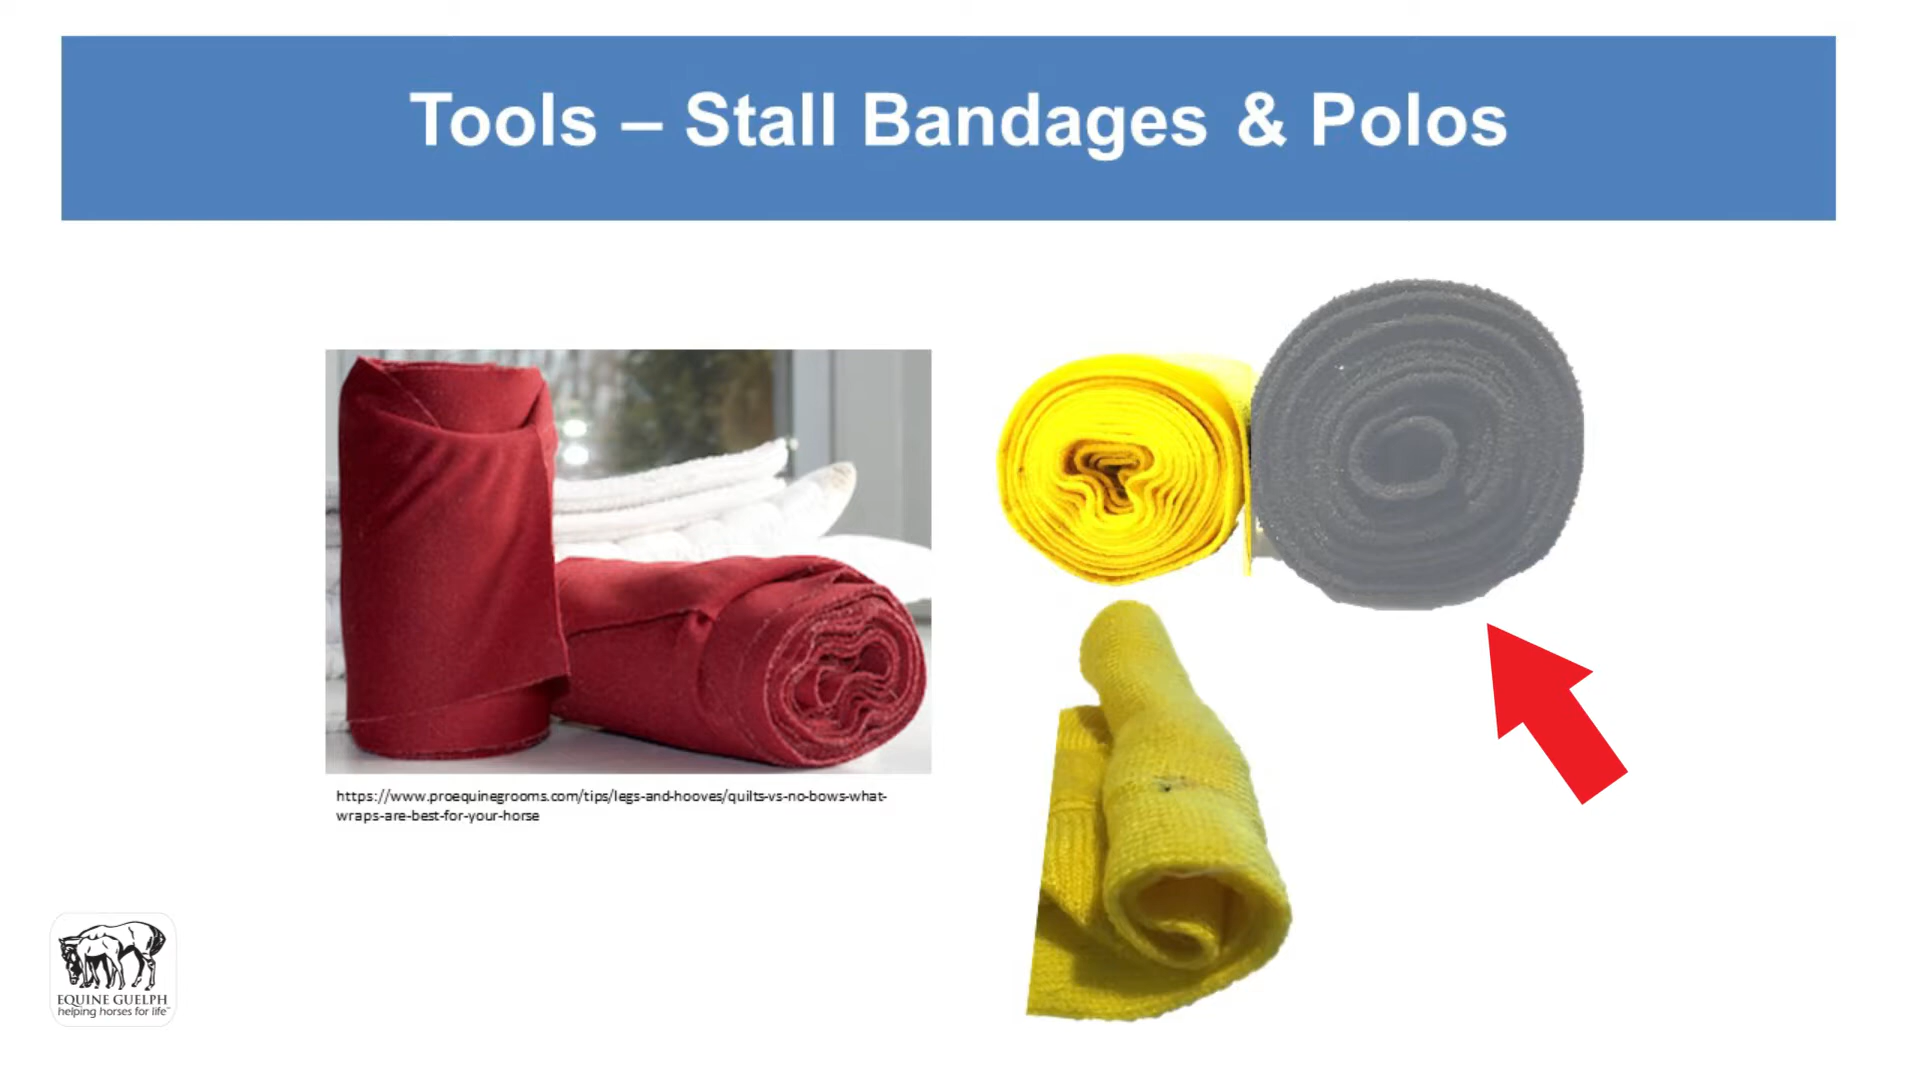 Tools – Stall Bandages & Polos
https://www.proequinegrooms.com/tips/legs-and-hooves/quilts-vs-no-bows-what-
wraps-are-best-for-your-horse
EQUINE GUELPH
helping horses for life™